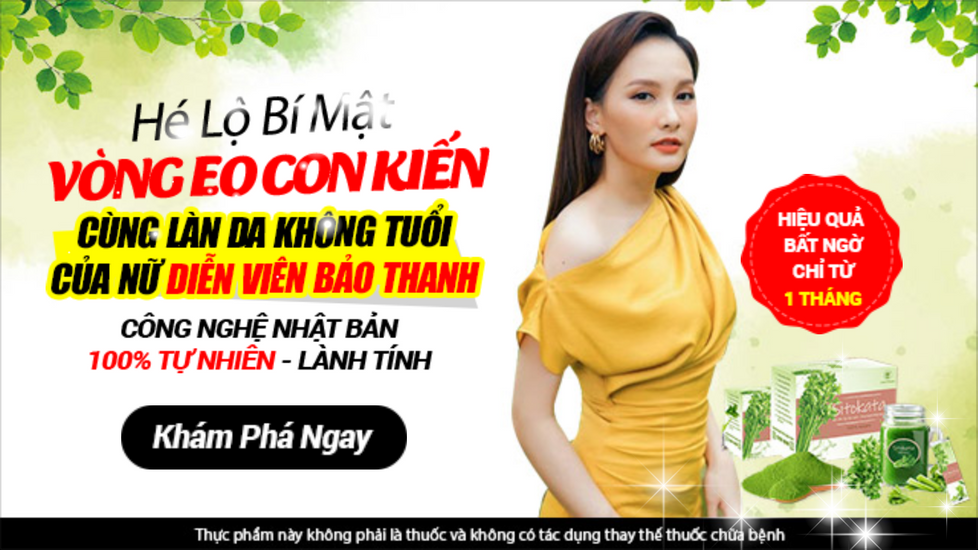 Hé Lộ Bí Mật
VÒNG EO CON KIẾN
CÙNG LÀN DA KHÔNG TUỔI
CỦA NỮ DIỄN VIÊN BẢO THANH
CÔNG NGHỆ NHẬT BẢN
100% TỰ NHIÊN - LÀNH TÍNH
Khám Phá Ngay
HIỆU QUẢ
BẤT NGỜ
CHỈ TỪ
1 THÁNG
Sitokata
Thực phẩm này không phải là thuốc và không có tác dụng thay thế thuốc chữa bệnh